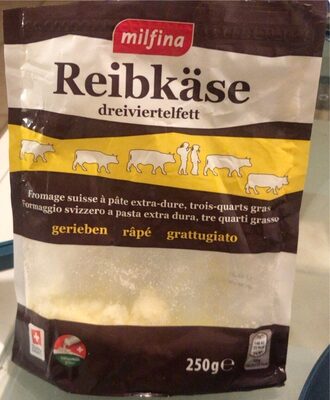 milfina
Reibkäse
dreiviertelfett
Fromage suisse à pâte extra-dure, trois-quarts gras
Formaggio svizzero a pasta extra dura, tre quarti grasso
gerieben râpé grattugiato
250g℮